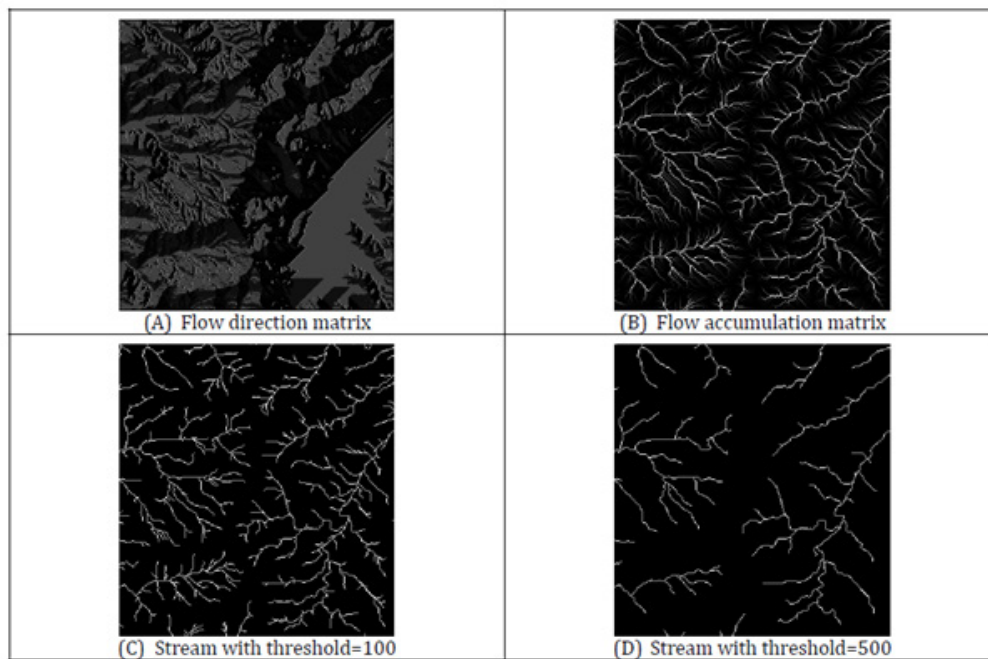 (A) Flow direction matrix
(B) Flow accumulation matrix
(C) Stream with threshold=100
(D) Stream with threshold=500